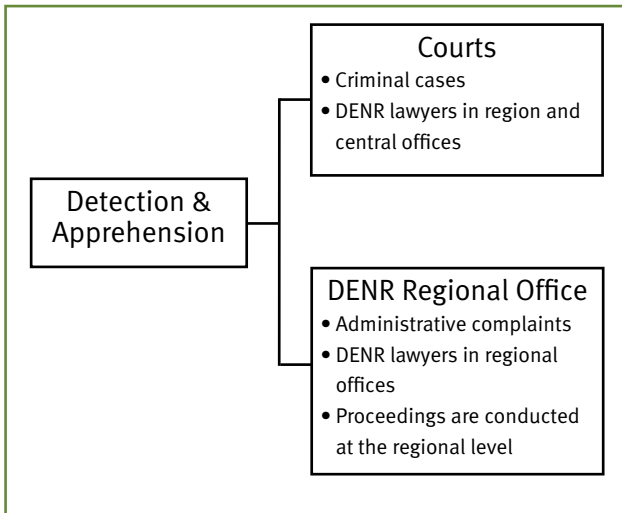 Detection &
Apprehension
Courts
• Criminal cases
• DENR lawyers in region and
central offices
DENR Regional Office
• Administrative complaints
• DENR lawyers in regional
offices
• Proceedings are conducted
at the regional level